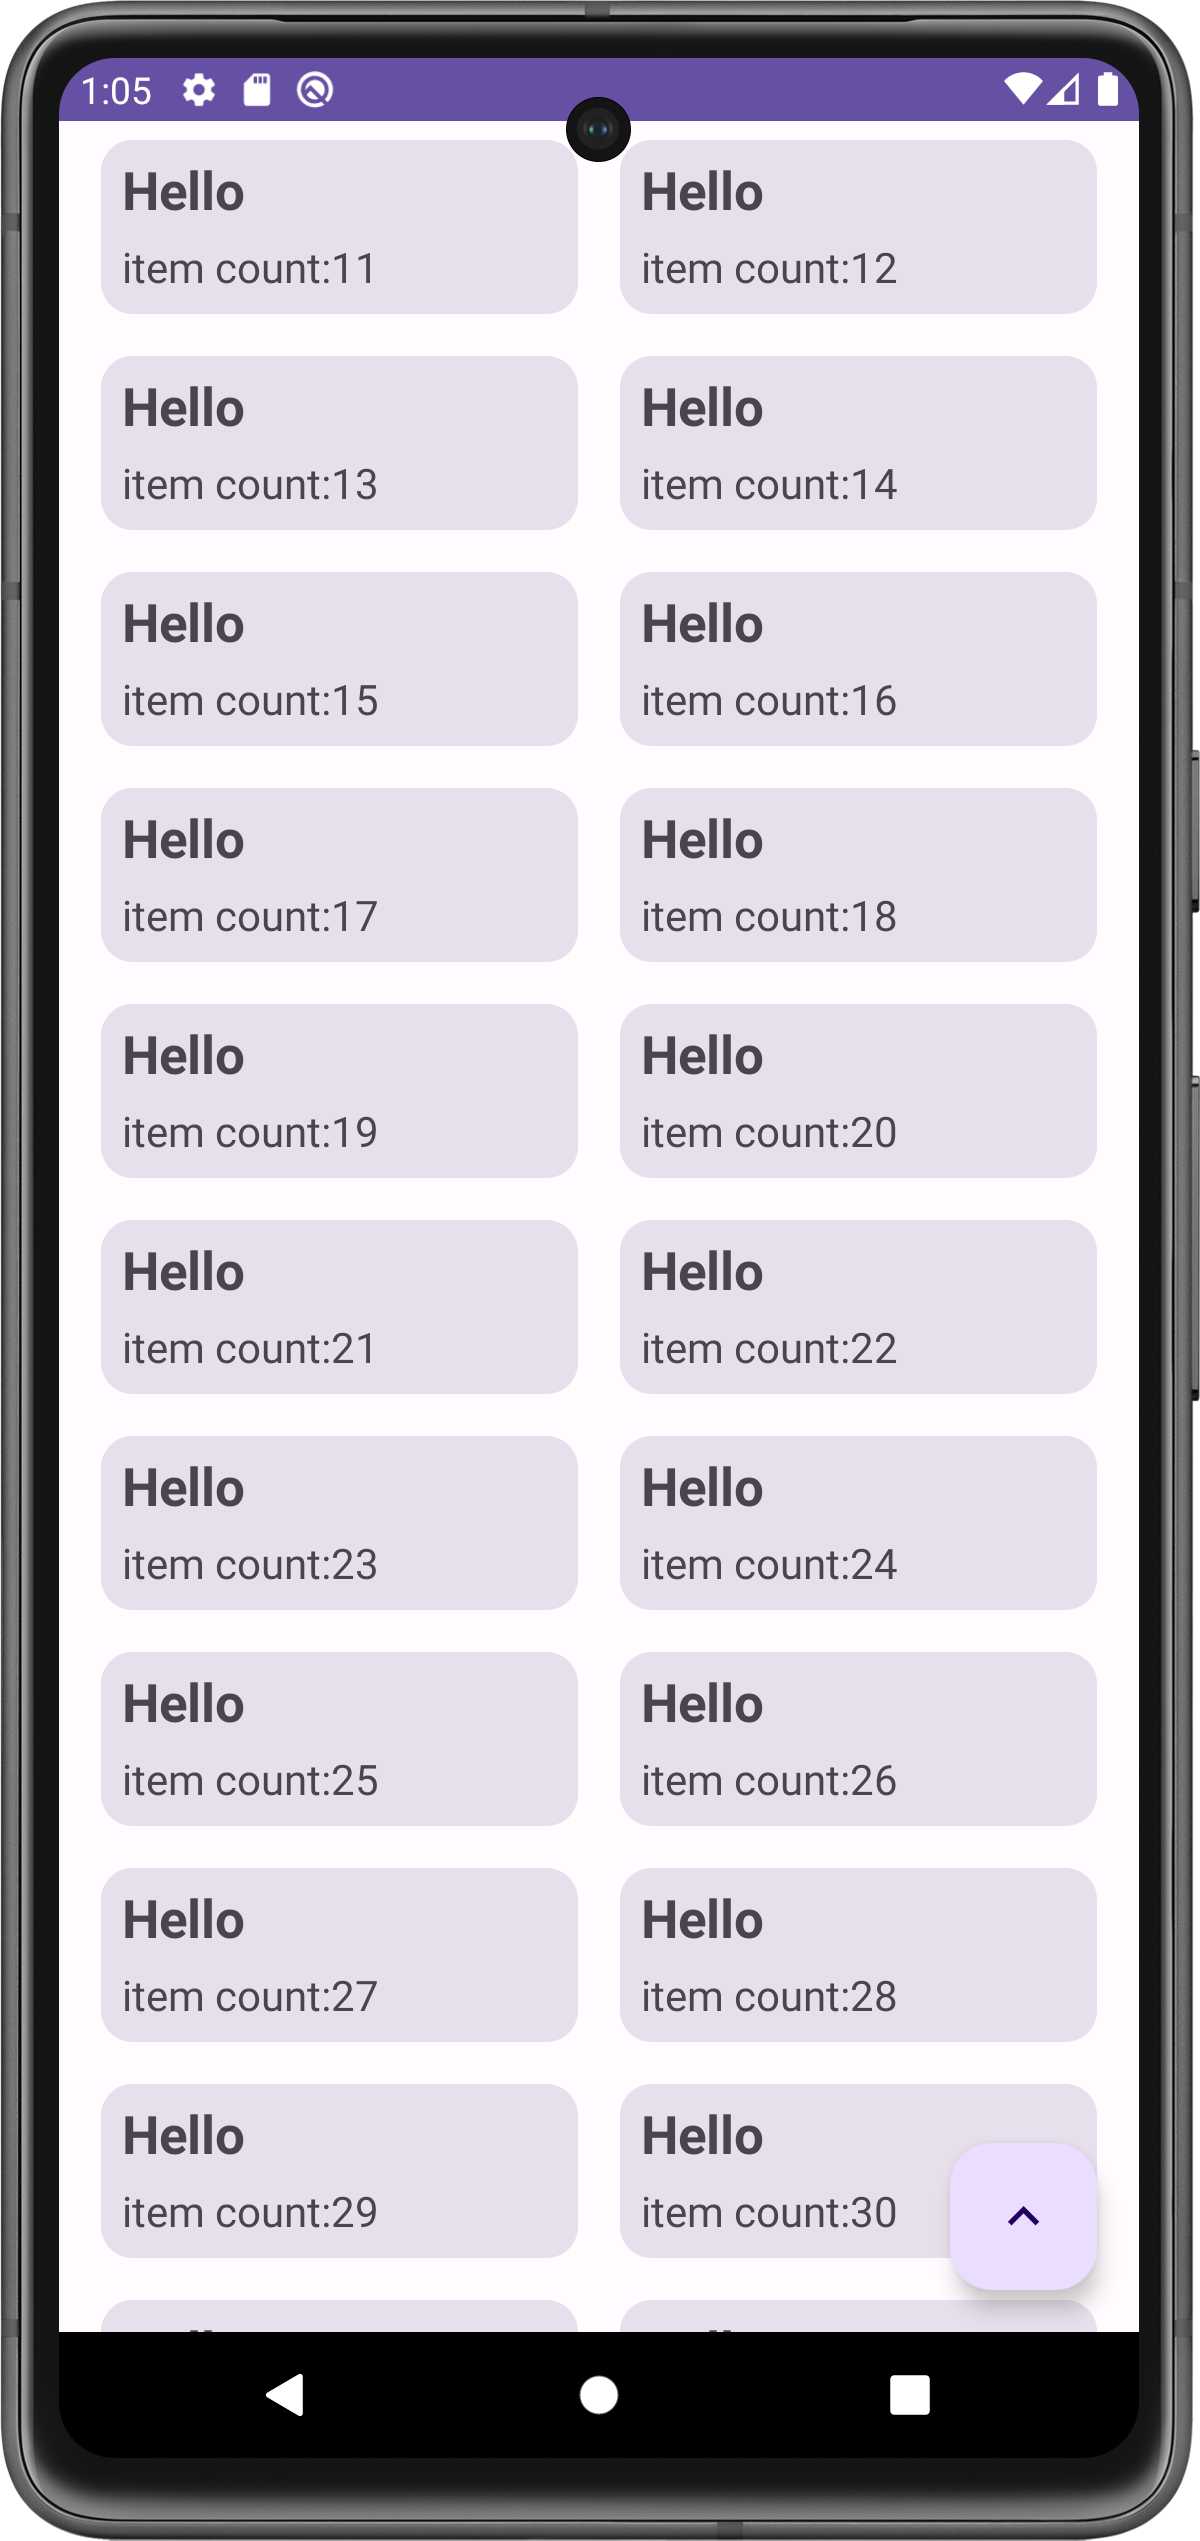 1:05
Hello
Hello
item count:11
item count:12
Hello
Hello
item count:13
item count:14
Hello
Hello
item count:15
item count:16
Hello
Hello
item count:17
item count:18
Hello
Hello
item count:19
item count:20
Hello
Hello
item count:21
item count:22
Hello
Hello
item count:23
item count:24
Hello
Hello
item count:25
item count:26
Hello
Hello
item count:27
item count:28
Hello
Hello
item count:29
item count:30